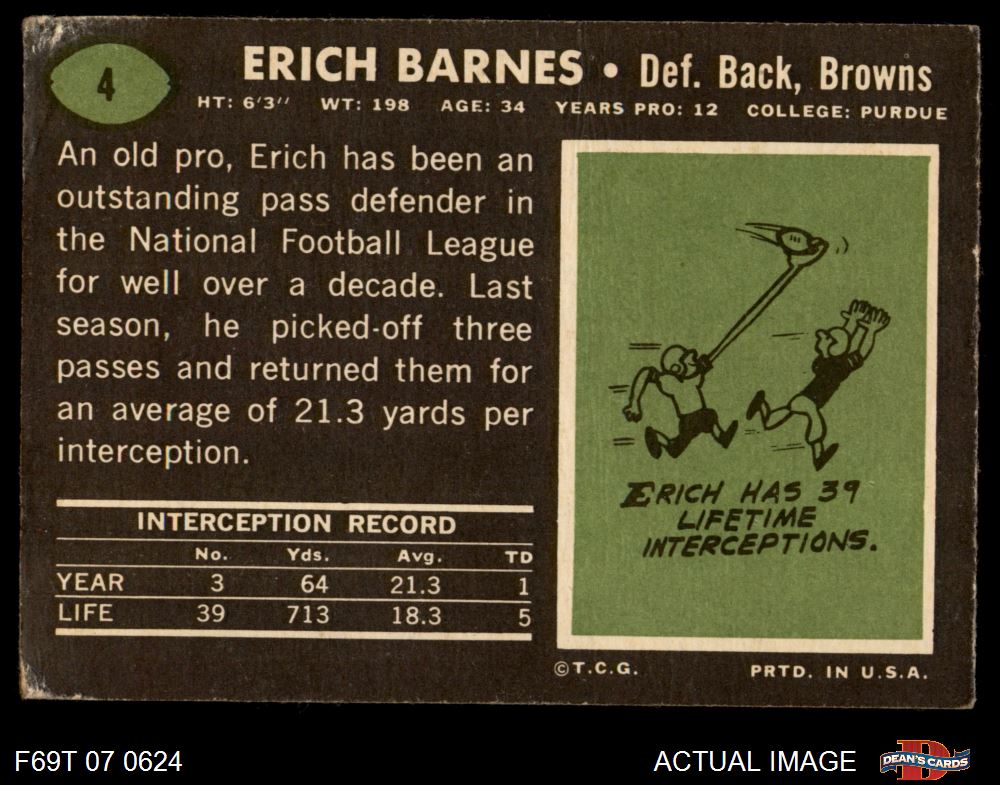 4
ERICH BARNES • Def. Back, Browns
HT: 6'3" WT: 198 AGE: 34 YEARS PRO: 12 COLLEGE: PURDUE
An old pro, Erich has been an
outstanding pass defender in
the National Football League
for well over a decade. Last
season, he picked-off three
passes and returned them for
an average of 21.3 yards per
interception.
INTERCEPTION RECORD
No. Yds. Avg. TD
YEAR 3 64 21.3 1
LIFE 39 713 18.3 5
ERICH HAS 39
LIFETIME
INTERCEPTIONS.
©T.C.G. PRTD. IN U.S.A.
F69T 07 0624
ACTUAL IMAGE
D
DEAN'S CARDS